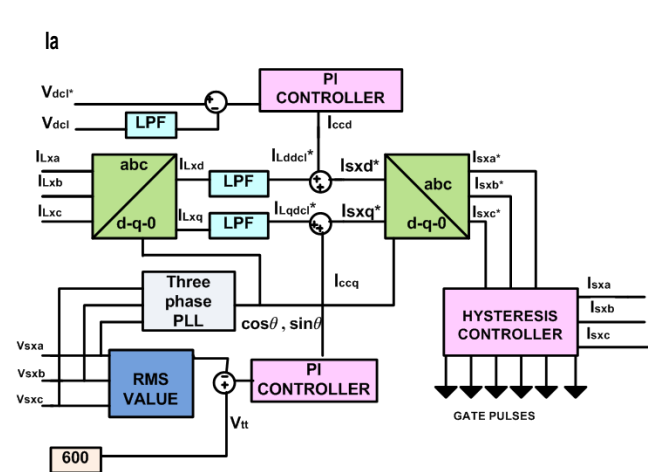 Ia
Vdcl*
Vdcl
LPF
PI
CONTROLLER
Iccd
ILxa
ILxb
ILxc
abc
d-q-0
ILxd
LPF
ILddcl*
Isxd*
ILxq
LPF
ILqdcl*
Isxq*
abc
d-q-0
Isxa*
Isxb*
Isxc*
Iccq
Three
phase
PLL
cosθ , sinθ
HYSTERESIS
CONTROLLER
Isxa
Isxb
Isxc
Vsxa
Vsxb
Vsxc
RMS
VALUE
PI
CONTROLLER
Vtt
600
GATE PULSES